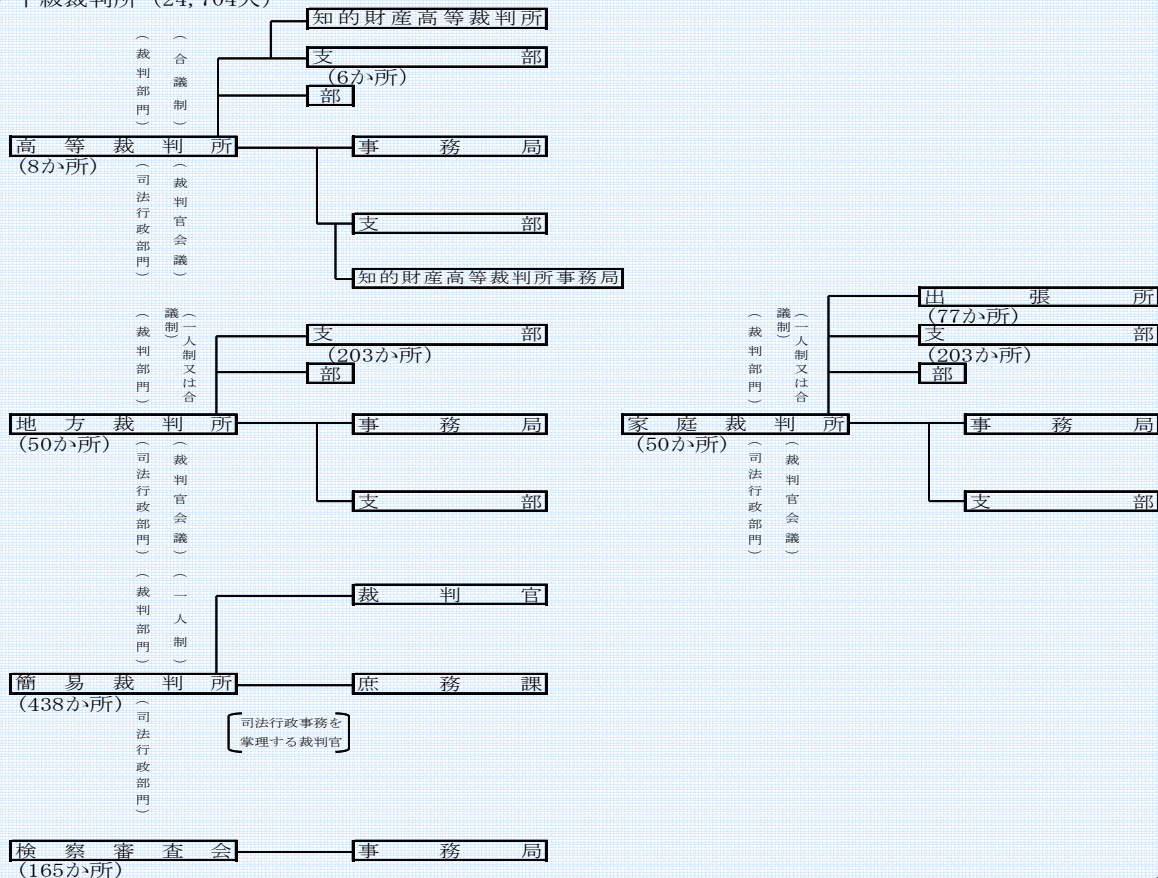 下級裁判所 (24,704人)
知的財産高等裁判所
支部
(6か所)
部
(裁判部門)
(合議制)
高等裁判所
(8か所)
事務局
(司法行政部門)
(裁判官会議)
支部
知的財産高等裁判所事務局
(裁判部門)
(一人制又は合
議制)
支部
(203か所)
部
地方裁判所
(50か所)
事務局
(司法行政部門)
(裁判官会議)
支部
出張所
(77か所)
(裁判部門)
(一人制又は合
議制)
支部
(203か所)
部
家庭裁判所
(50か所)
事務局
(司法行政部門)
(裁判官会議)
支部
(裁判部門)
(一人制)
裁判官
簡易裁判所
(438か所)
庶務課
(司法行政部門)
司法行政事務を
掌理する裁判官
検察審査会
(165か所)
事務局